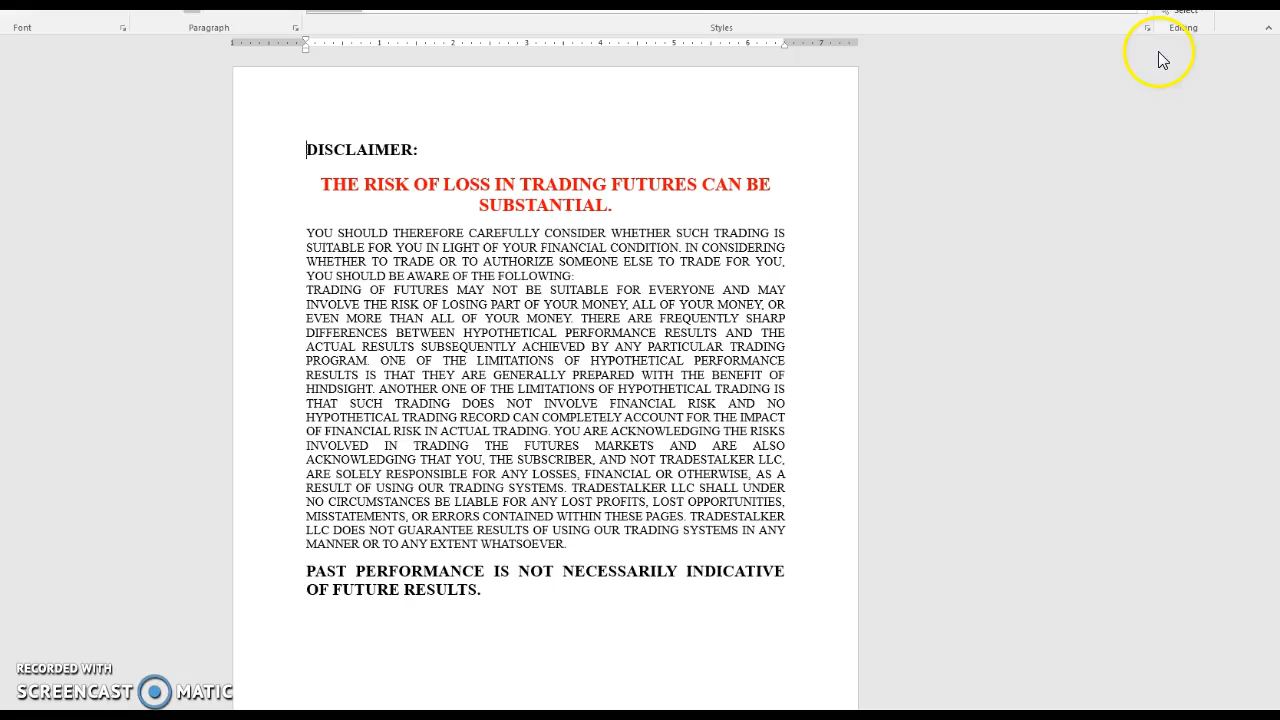 Select
Font
Paragraph
Styles
Editing
1 1 2 3 4 5 6 7
DISCLAIMER:
THE RISK OF LOSS IN TRADING FUTURES CAN BE
SUBSTANTIAL.
YOU SHOULD THEREFORE CAREFULLY CONSIDER WHETHER SUCH TRADING IS
SUITABLE FOR YOU IN LIGHT OF YOUR FINANCIAL CONDITION. IN CONSIDERING
WHETHER TO TRADE OR TO AUTHORIZE SOMEONE ELSE TO TRADE FOR YOU,
YOU SHOULD BE AWARE OF THE FOLLOWING:
TRADING OF FUTURES MAY NOT BE SUITABLE FOR EVERYONE AND MAY
INVOLVE THE RISK OF LOSING PART OF YOUR MONEY, ALL OF YOUR MONEY, OR
EVEN MORE THAN ALL OF YOUR MONEY. THERE ARE FREQUENTLY SHARP
DIFFERENCES BETWEEN HYPOTHETICAL PERFORMANCE RESULTS AND THE
ACTUAL RESULTS SUBSEQUENTLY ACHIEVED BY ANY PARTICULAR TRADING
PROGRAM. ONE OF THE LIMITATIONS OF HYPOTHETICAL PERFORMANCE
RESULTS IS THAT THEY ARE GENERALLY PREPARED WITH THE BENEFIT OF
HINDSIGHT. ANOTHER ONE OF THE LIMITATIONS OF HYPOTHETICAL TRADING IS
THAT SUCH TRADING DOES NOT INVOLVE FINANCIAL RISK AND NO
HYPOTHETICAL TRADING RECORD CAN COMPLETELY ACCOUNT FOR THE IMPACT
OF FINANCIAL RISK IN ACTUAL TRADING. YOU ARE ACKNOWLEDGING THE RISKS
INVOLVED IN TRADING THE FUTURES MARKETS AND ARE ALSO
ACKNOWLEDGING THAT YOU, THE SUBSCRIBER, AND NOT TRADESTALKER LLC,
ARE SOLELY RESPONSIBLE FOR ANY LOSSES, FINANCIAL OR OTHERWISE, AS A
RESULT OF USING OUR TRADING SYSTEMS. TRADESTALKER LLC SHALL UNDER
NO CIRCUMSTANCES BE LIABLE FOR ANY LOST PROFITS, LOST OPPORTUNITIES,
MISSTATEMENTS, OR ERRORS CONTAINED WITHIN THESE PAGES. TRADESTALKER
LLC DOES NOT GUARANTEE RESULTS OF USING OUR TRADING SYSTEMS IN ANY
MANNER OR TO ANY EXTENT WHATSOEVER.
PAST PERFORMANCE IS NOT NECESSARILY INDICATIVE
OF FUTURE RESULTS.
RECORDED WITH
SCREENCAST MATIC